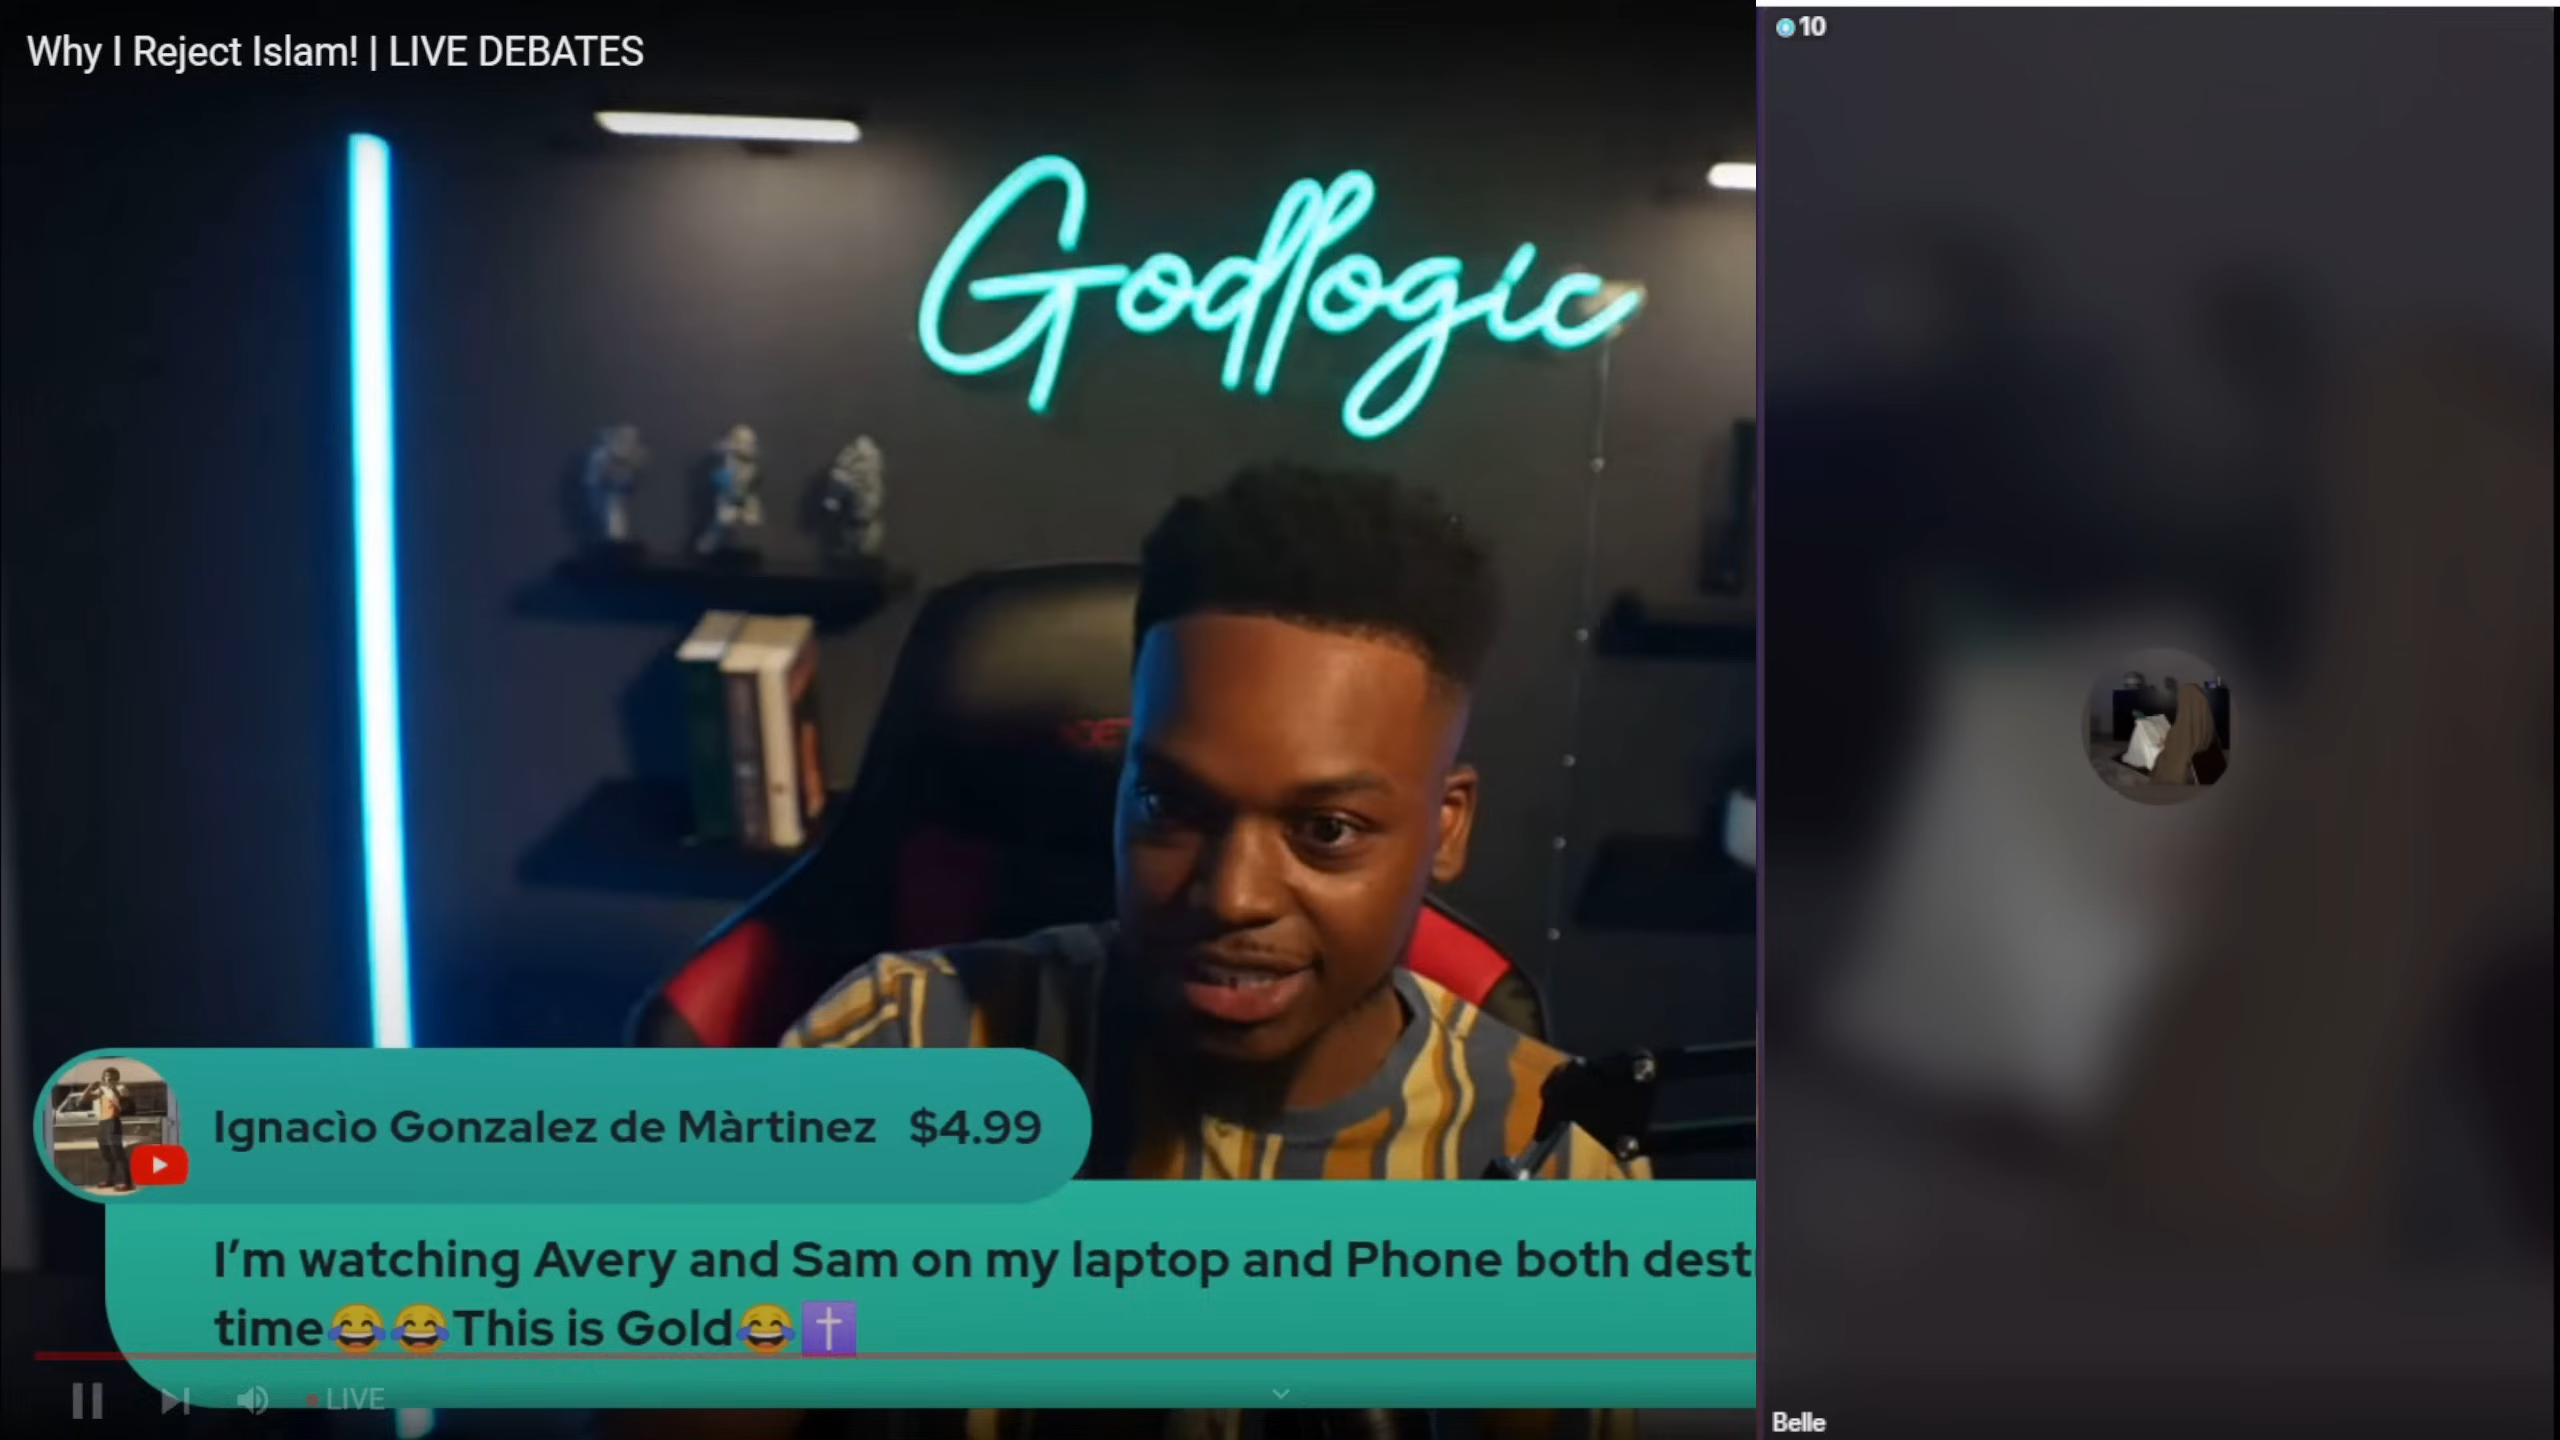 Why I Reject Islam! | LIVE DEBATES
10
Godlogic
Ignacìo Gonzalez de Màrtinez $4.99
I'm watching Avery and Sam on my laptop and Phone both dest
time😂😂This is Gold😂✝️
LIVE
Belle